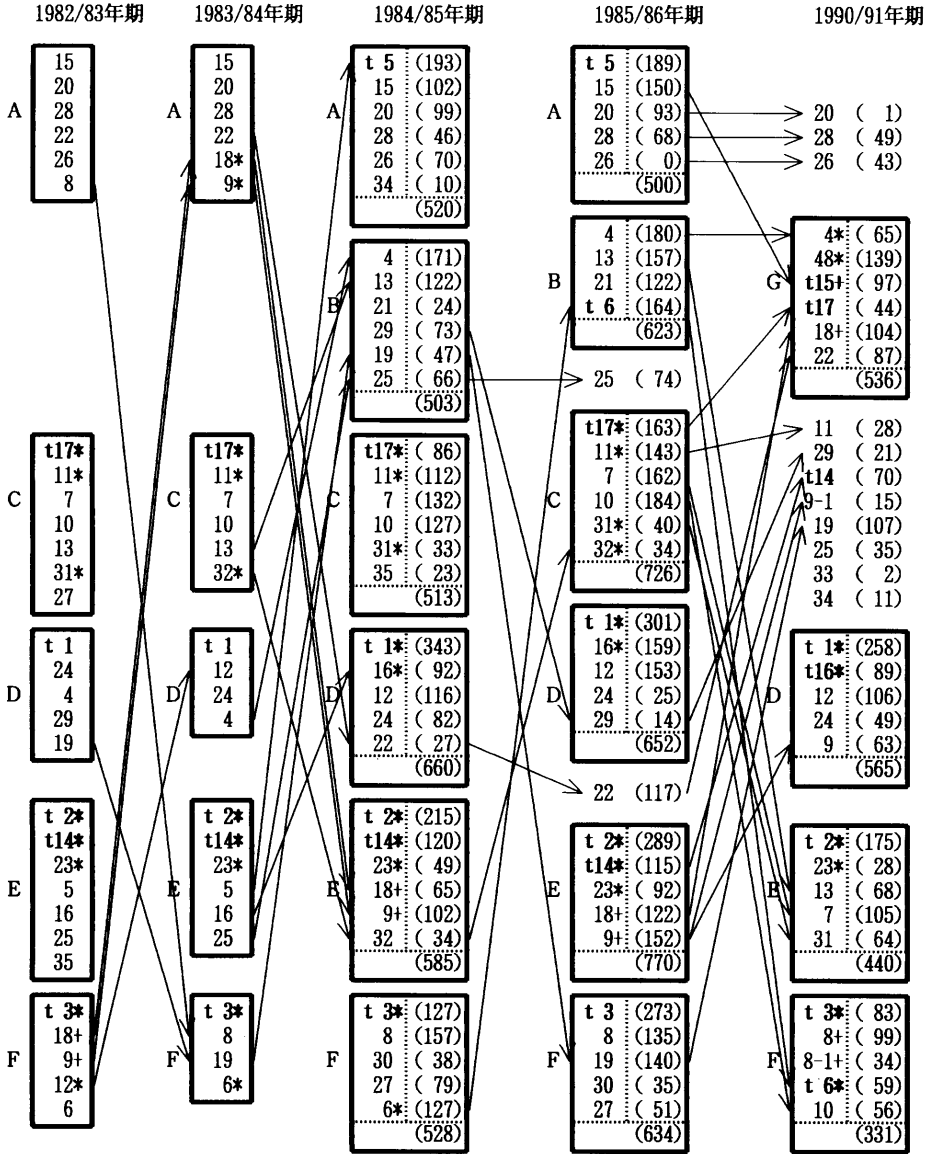 1982/83年期 1983/84年期 1984/85年期 1985/86年期 1990/91年期
A
15
20
28
22
26
8
C
t17*
11*
7
10
13
31*
27
D
t 1
24
4
29
19
E
t 2*
t14*
23*
5
16
25
35
F
t 3*
18+
9+
12*
6
A
15
20
28
22
18*
9*
C
t17*
11*
7
10
13
32*
D
t 1
12
24
4
E
t 2*
t14*
23*
5
16
25
F
t 3*
8
19
6*
A
t 5 (193)
15 (102)
20 ( 99)
28 ( 46)
26 ( 70)
34 ( 10)
(520)
B
4 (171)
13 (122)
21 ( 24)
29 ( 73)
19 ( 47)
25 ( 66)
(503)
C
t17* ( 86)
11* (112)
7 (132)
10 (127)
31* ( 33)
35 ( 23)
(513)
D
t 1* (343)
16* ( 92)
12 (116)
24 ( 82)
22 ( 27)
(660)
E
t 2* (215)
t14* (120)
23* ( 49)
18+ ( 65)
9+ (102)
32 ( 34)
(585)
F
t 3* (127)
8 (157)
30 ( 38)
27 ( 79)
6* (127)
(528)
A
t 5 (189)
15 (150)
20 ( 93)
28 ( 68)
26 ( 0)
(500)
B
4 (180)
13 (157)
21 (122)
t 6 (164)
(623)
25 ( 74)
C
t17* (163)
11* (143)
7 (162)
10 (184)
31* ( 40)
32* ( 34)
(726)
D
t 1* (301)
16* (159)
12 (153)
24 ( 25)
29 ( 14)
(652)
22 (117)
E
t 2* (289)
t14* (115)
23* ( 92)
18+ (122)
9+ (152)
(770)
F
t 3 (273)
8 (135)
19 (140)
30 ( 35)
27 ( 51)
(634)
20 ( 1)
28 ( 49)
26 ( 43)
G
4* ( 65)
48* (139)
t15+ ( 97)
t17 ( 44)
18+ (104)
22 ( 87)
(536)
11 ( 28)
29 ( 21)
t14 ( 70)
9-1 ( 15)
19 (107)
25 ( 35)
33 ( 2)
34 ( 11)
D
t 1* (258)
t16* ( 89)
12 (106)
24 ( 49)
9 ( 63)
(565)
E
t 2* (175)
23* ( 28)
13 ( 68)
7 (105)
31 ( 64)
(440)
F
t 3* ( 83)
8+ ( 99)
8-1+ ( 34)
t 6* ( 59)
10 ( 56)
(331)